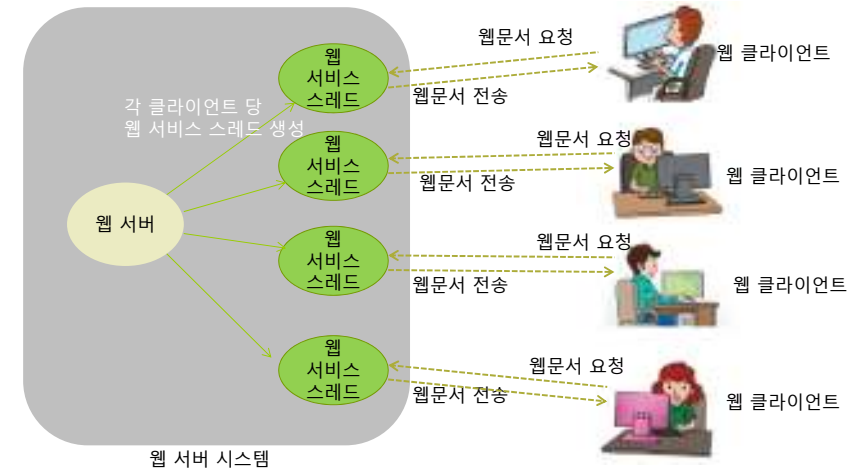 웹문서 요청
웹
서비스
스레드
웹 클라이언트
웹문서 전송
각 클라이언트 당
웹 서비스 스레드 생성
웹문서 요청
웹
서비스
스레드
웹 클라이언트
웹문서 전송
웹 서버
웹문서 요청
웹
서비스
스레드
웹 클라이언트
웹문서 전송
웹문서 요청
웹
서비스
스레드
웹 클라이언트
웹문서 전송
웹 서버 시스템